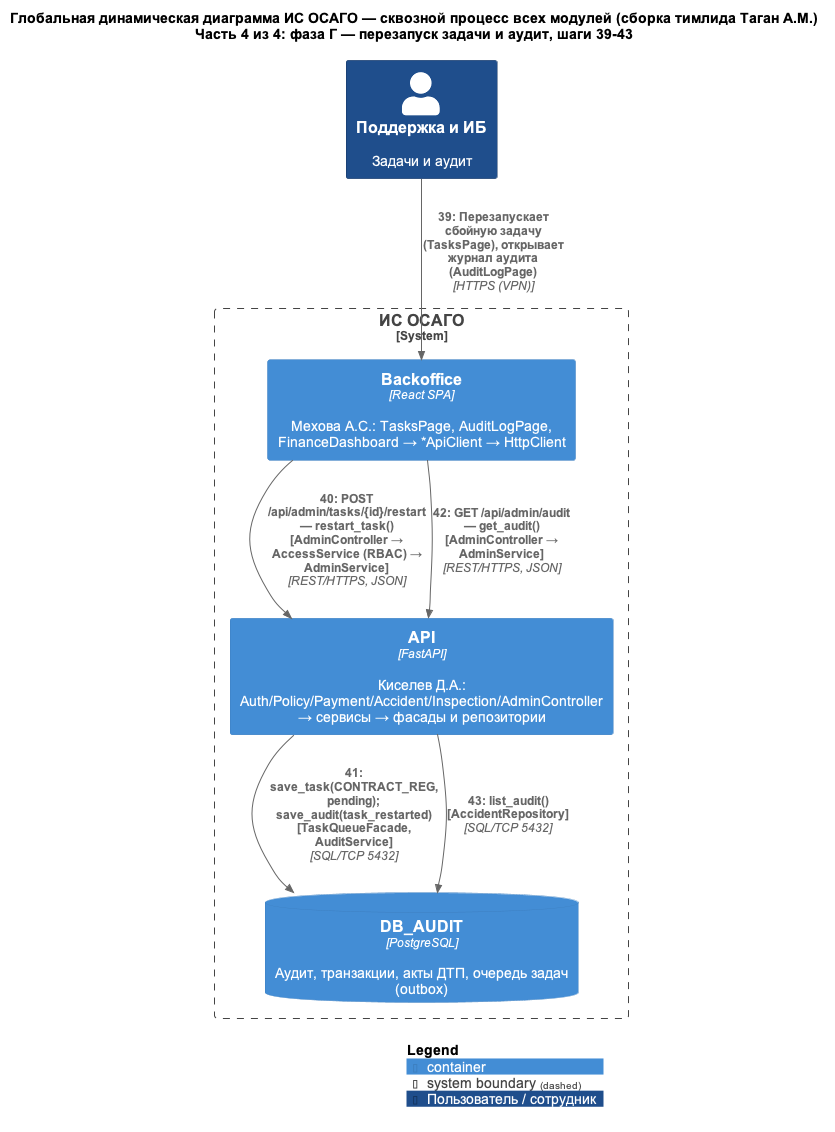 Глобальная динамическая диаграмма ИС ОСАГО — сквозной процесс всех модулей (сборка тимлида Таган А.М.)
Часть 4 из 4: фаза Г — перезапуск задачи и аудит, шаги 39-43
Поддержка и ИБ
Задачи и аудит
39: Перезапускает
сбойную задачу
(TasksPage), открывает
журнал аудита
(AuditLogPage)
[HTTPS (VPN)]
ИС ОСАГО
[System]
Backoffice
[React SPA]
Мехова А.С.: TasksPage, AuditLogPage,
FinanceDashboard → *ApiClient → HttpClient
40: POST
/api/admin/tasks/{id}/restart
— restart_task()
[AdminController →
AccessService (RBAC) →
AdminService]
[REST/HTTPS, JSON]
42: GET /api/admin/audit
— get_audit()
[AdminController →
AdminService]
[REST/HTTPS, JSON]
API
[FastAPI]
Киселев Д.А.:
Auth/Policy/Payment/Accident/Inspection/AdminController
→ сервисы → фасады и репозитории
41:
save_task(CONTRACT_REG,
pending);
save_audit(task_restarted)
[TaskQueueFacade,
AuditService]
[SQL/TCP 5432]
43: list_audit()
[AccidentRepository]
[SQL/TCP 5432]
DB_AUDIT
[PostgreSQL]
Аудит, транзакции, акты ДТП, очередь задач
(outbox)
Legend
container
system boundary (dashed)
Пользователь / сотрудник